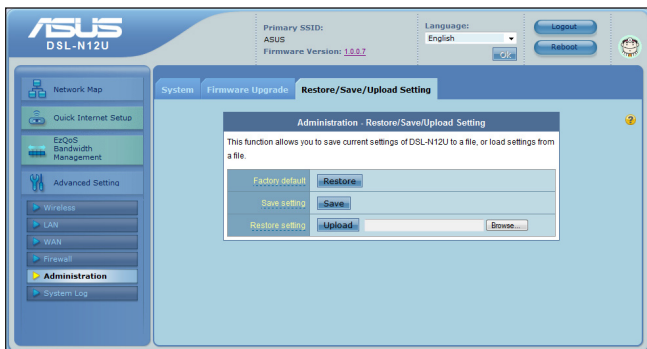 ASUS
DSL-N12U
Primary SSID:
ASUS
Firmware Version: 1.0.0.7
Language:
English
OK
Logout
Reboot
Network Map
Quick Internet Setup
EzQoS
Bandwidth
Management
Advanced Setting
Wireless
LAN
WAN
Firewall
Administration
System Log
System
Firmware Upgrade
Restore/Save/Upload Setting
Administration - Restore/Save/Upload Setting
This function allows you to save current settings of DSL-N12U to a file, or load settings from
a file.
Factory default
Restore
Save setting
Save
Restore setting
Upload
Browse...
?